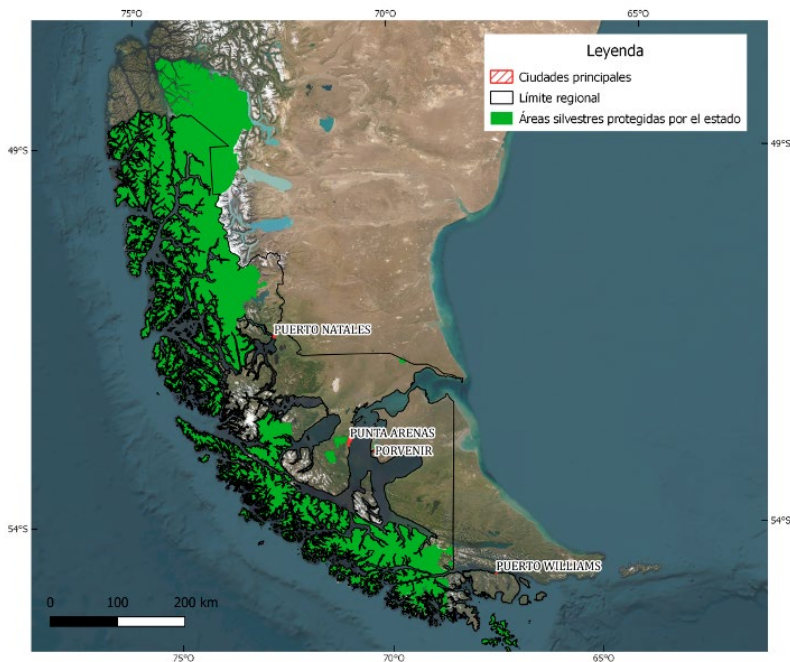 75°O 70°O 65°O
Leyenda
Ciudades principales
Límite regional
Áreas silvestres protegidas por el estado
49°S 49°S
PUERTO NATALES
PUNTA ARENAS
PORVENIR
54°S 54°S
PUERTO WILLIAMS
0 100 200 km
75°O 70°O 65°O